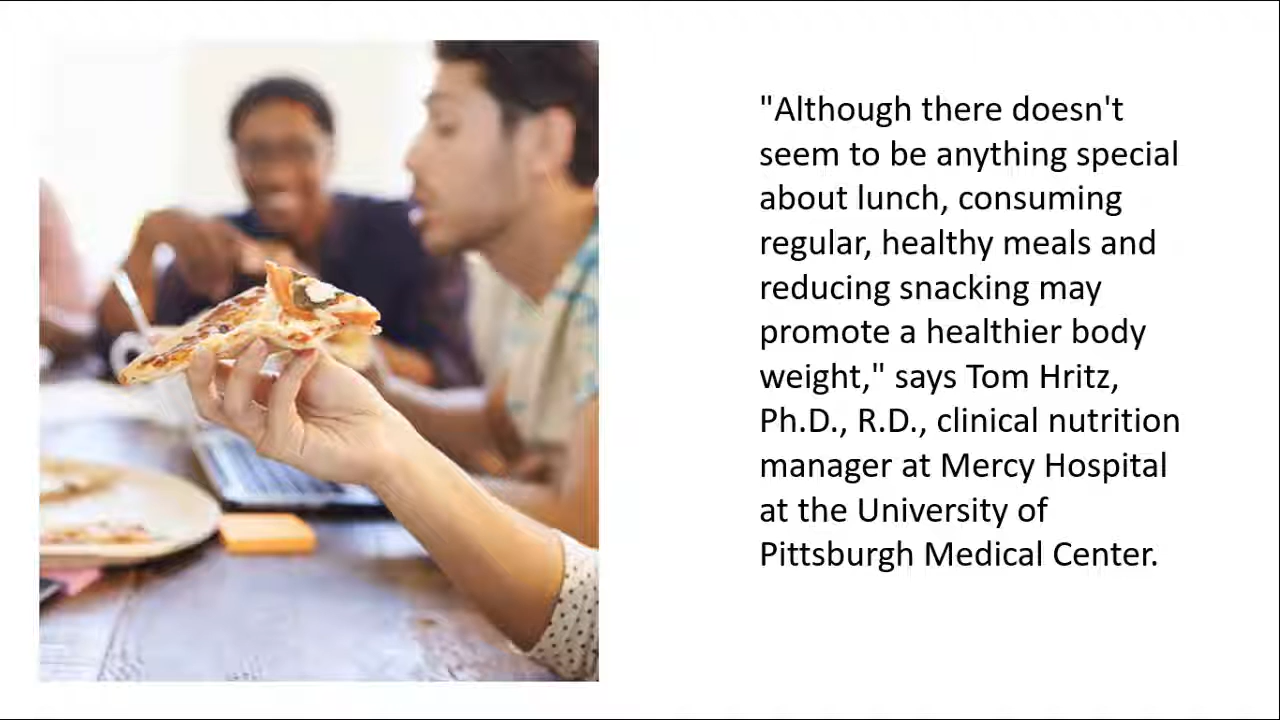 "Although there doesn't
seem to be anything special
about lunch, consuming
regular, healthy meals and
reducing snacking may
promote a healthier body
weight," says Tom Hritz,
Ph.D., R.D., clinical nutrition
manager at Mercy Hospital
at the University of
Pittsburgh Medical Center.